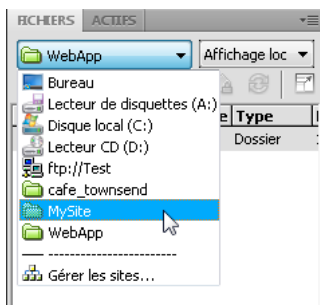 FICHIERS ACTIFS
WebApp Affichage loc
Bureau
Lecteur de disquettes (A:)
Disque local (C:)
e Type
Lecteur CD (D:)
Dossier
ftp://Test
cafe_townsend
MySite
WebApp
Gérer les sites...